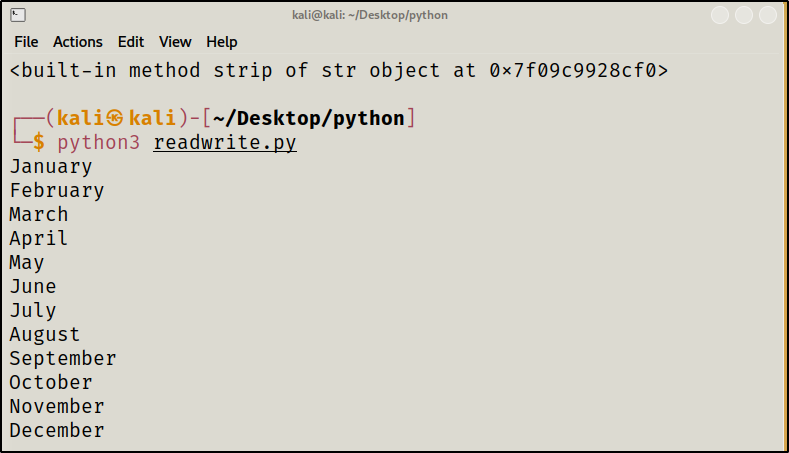 kali@kali: ~/Desktop/python
File Actions Edit View Help
<built-in method strip of str object at 0×7f09c9928cf0>
┌──(kali㉿kali)-[~/Desktop/python]
└─$ python3 readwrite.py
January
February
March
April
May
June
July
August
September
October
November
December